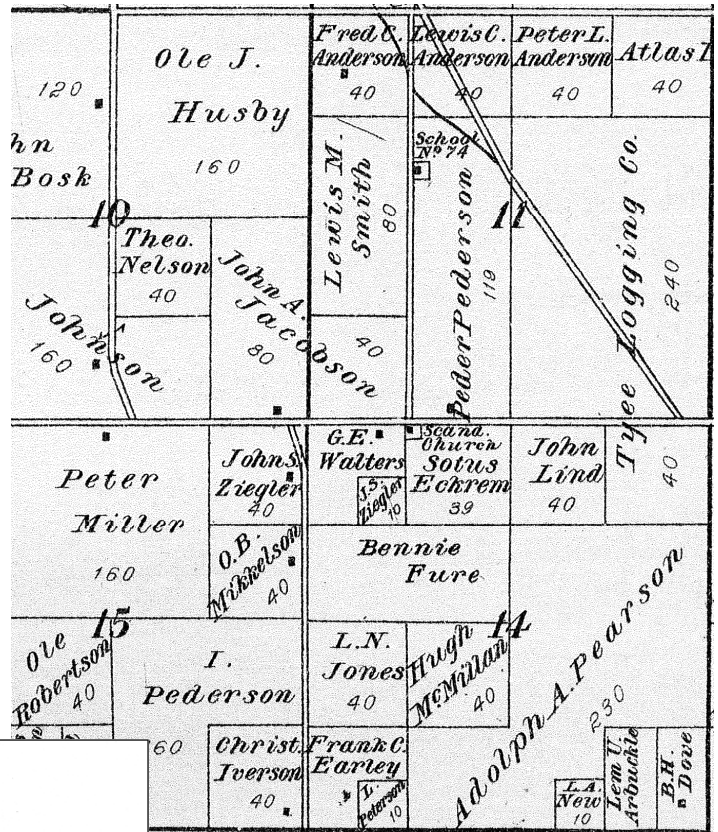 120
hn
Bosk
Ole J.
Husby
160
Fred C.
Anderson
40
Lewis C.
Anderson
40
Peter L.
Anderson
40
Atlas
40
10
Theo.
Nelson
40
Johnson
160
John A.
Jacobson
80
40
Lewis M.
Smith
80
School
No. 74
Peder Pederson
119
11
Tyee Logging Co.
240
40
Peter
Miller
160
John S.
Ziegler
40
O.B.
Mikkelson
40
G.E.
Walters
J.S.
Ziegler
10
Scand.
Church
Sotus
Eckrem
39
John
Lind
40
Bennie
Fure
15
Ole
Robertson
40
I.
Pederson
60
Christ.
Iverson
40
L.N.
Jones
40
Hugh
McMillan
40
14
Adolph A. Pearson
230
Frank C.
Earley
L.
Peterson
10
L.A.
New
10
Lem U.
Arbuckle
B.H.
Dove